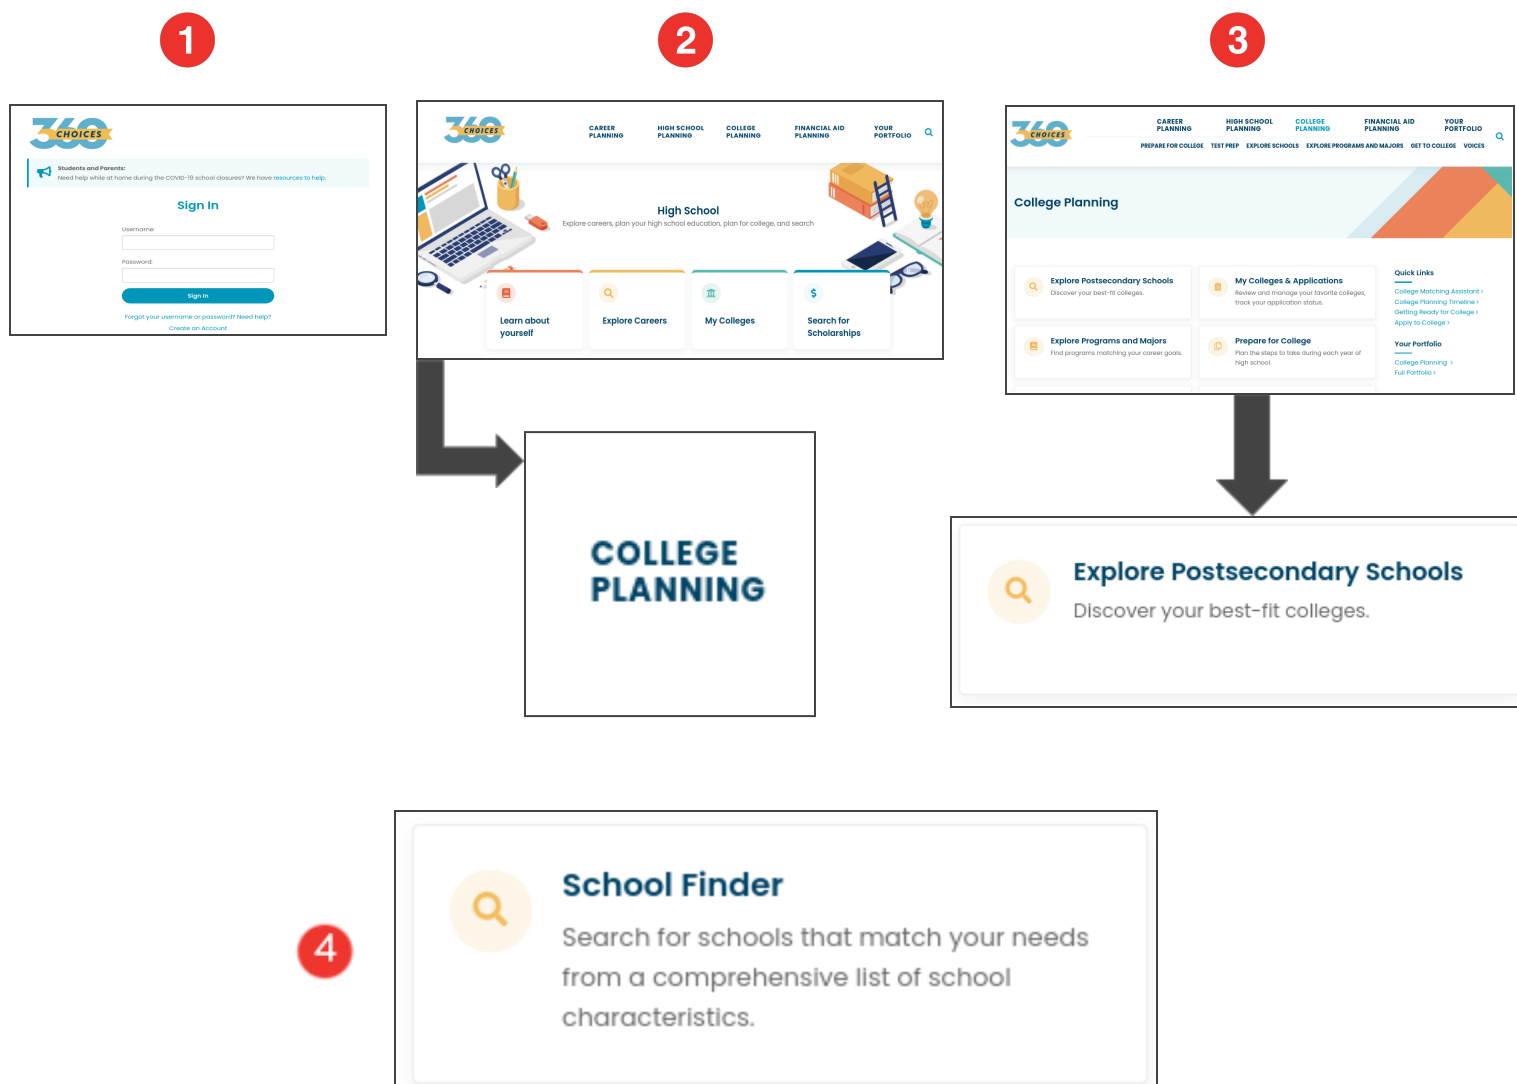 1
2
3
360
CHOICES
Students and Parents:
Need help while at home during the COVID-19 school closures? We have resources to help.
Sign In
Username:
Password:
Sign In
Forgot your username or password? Need help?
Create an Account
360
CHOICES
CAREER PLANNING
HIGH SCHOOL PLANNING
COLLEGE PLANNING
FINANCIAL AID PLANNING
YOUR PORTFOLIO
High School
Explore careers, plan your high school education, plan for college, and search
Learn about
yourself
Explore Careers
My Colleges
Search for
Scholarships
COLLEGE
PLANNING
360
CHOICES
CAREER PLANNING
HIGH SCHOOL PLANNING
COLLEGE PLANNING
FINANCIAL AID PLANNING
YOUR PORTFOLIO
PREPARE FOR COLLEGE TEST PREP EXPLORE SCHOOLS EXPLORE PROGRAMS AND MAJORS GET TO COLLEGE VOICES
College Planning
Explore Postsecondary Schools
Discover your best-fit colleges.
My Colleges & Applications
Review and manage your favorite colleges,
track your application status.
Explore Programs and Majors
Find programs matching your career goals.
Prepare for College
Plan the steps to take during each year of
high school.
Quick Links
College Matching Assistant >
College Planning Timeline >
Getting Ready for College >
Apply to College >
Your Portfolio
College Planning >
Full Portfolio >
Explore Postsecondary Schools
Discover your best-fit colleges.
4
School Finder
Search for schools that match your needs
from a comprehensive list of school
characteristics.